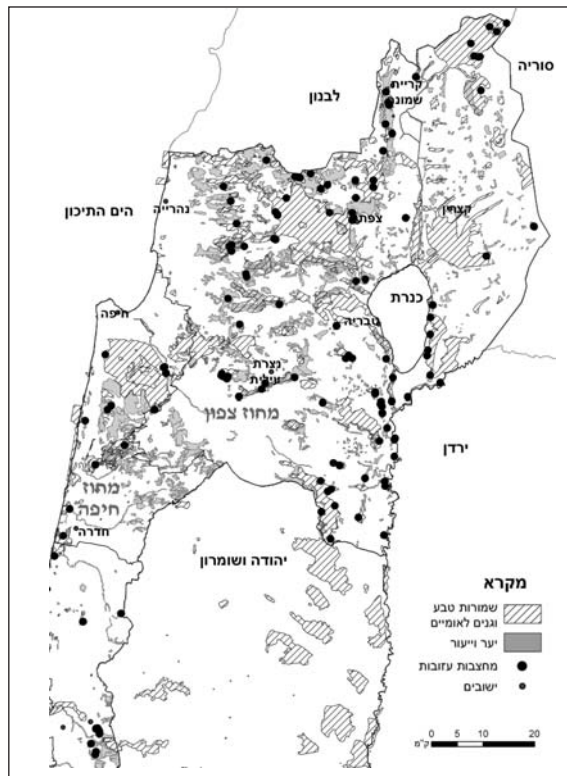 סוריה
לבנון
קריית
שמונה
נהרייה
הים התיכון
צפת
קצרין
חיפה
כנרת
טבריה
נצרת
עילית
מחוז צפון
ירדן
מחוז
חיפה
חדרה
יהודה ושומרון
מקרא
שמורות טבע
וגנים לאומיים
יער וייעור
מחצבות עזובות
ישובים
0 5 10 20
ק"מ